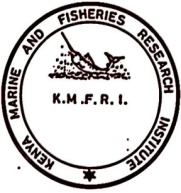 KENYA MARINE AND FISHERIES RESEARCH INSTITUTE
K.M.F.R.I.